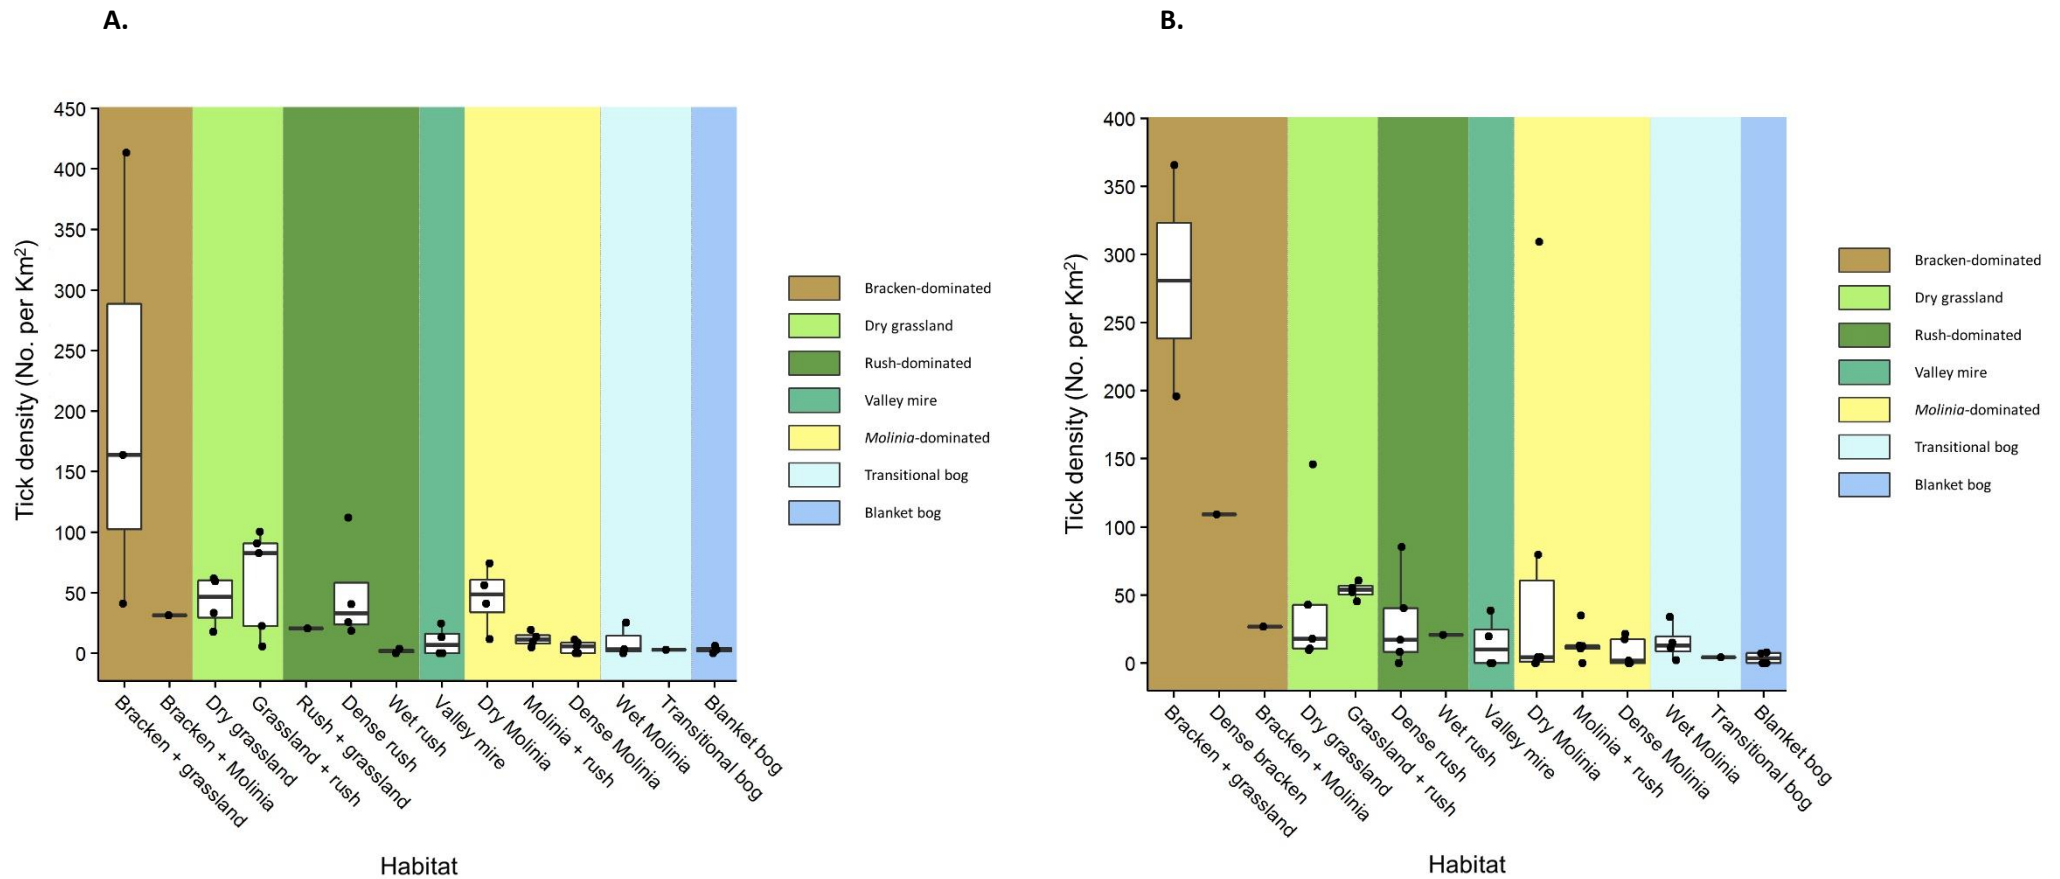 A.
Tick density (No. per Km²)
450
400
350
300
250
200
150
100
50
0
Bracken + grassland
Bracken + Molinia
Dry grassland
Grassland + rush
Rush + grassland
Dense rush
Wet rush
Valley mire
Dry Molinia
Molinia + rush
Dense Molinia
Wet Molinia
Transitional bog
Blanket bog
Habitat
Bracken-dominated
Dry grassland
Rush-dominated
Valley mire
Molinia-dominated
Transitional bog
Blanket bog
B.
Tick density (No. per Km²)
400
350
300
250
200
150
100
50
0
Bracken + grassland
Dense bracken
Bracken + Molinia
Dry grassland
Grassland + rush
Dense rush
Wet rush
Valley mire
Dry Molinia
Molinia + rush
Dense Molinia
Wet Molinia
Transitional bog
Blanket bog
Habitat
Bracken-dominated
Dry grassland
Rush-dominated
Valley mire
Molinia-dominated
Transitional bog
Blanket bog